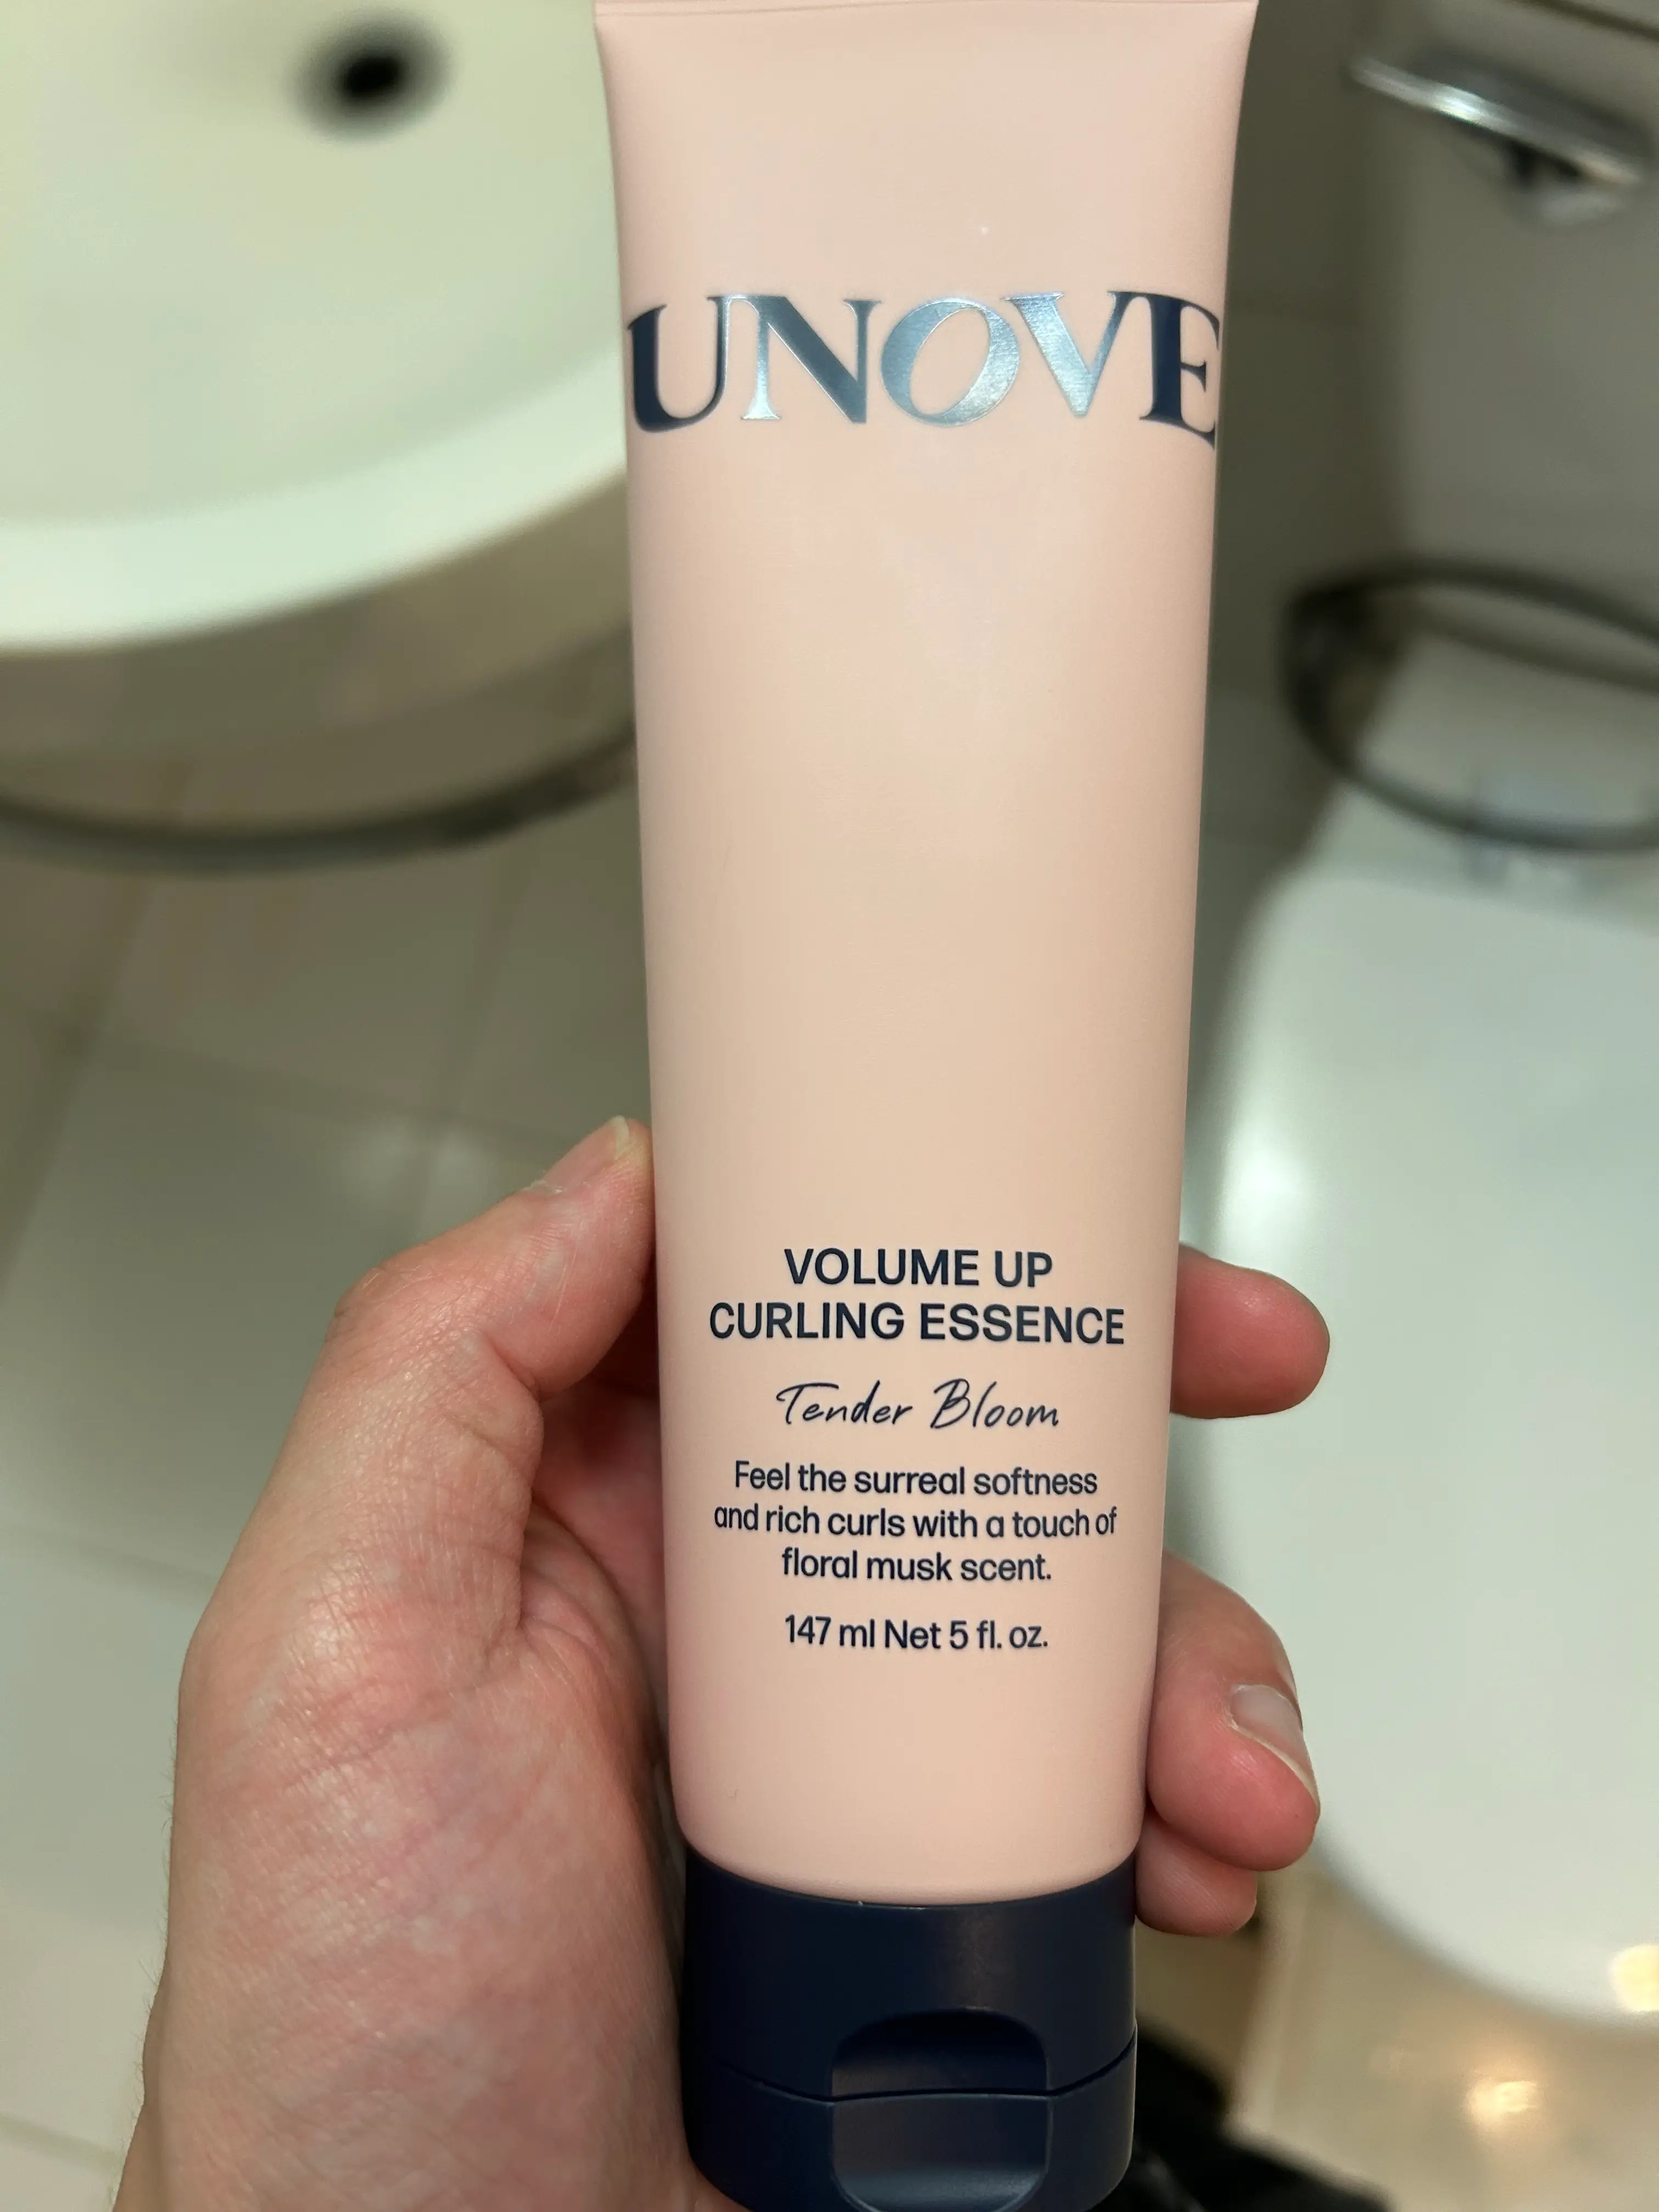 UNOVE
VOLUME UP
CURLING ESSENCE
Tender Bloom
Feel the surreal softness
and rich curls with a touch of
floral musk scent.
147 ml Net 5 fl. oz.